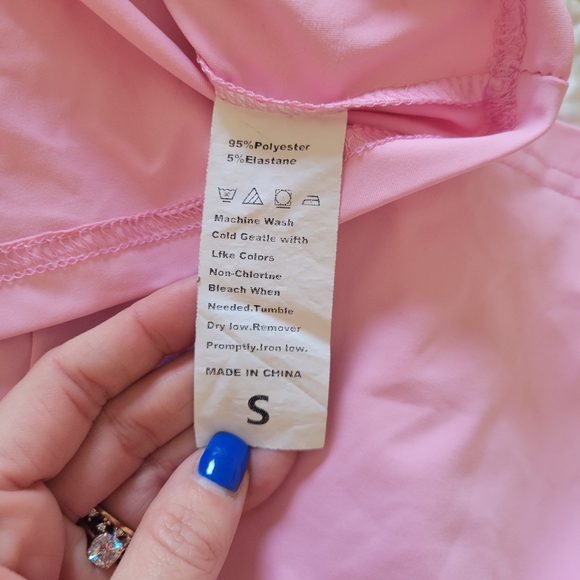 95%Polyester
5%Elastane
Machine Wash
Cold Geatle wifth
Lfke Colors
Non-Chlortne
Bleach When
Needed.Tumble
Dry low.Remover
Promptly.Iron low.
MADE IN CHINA
S